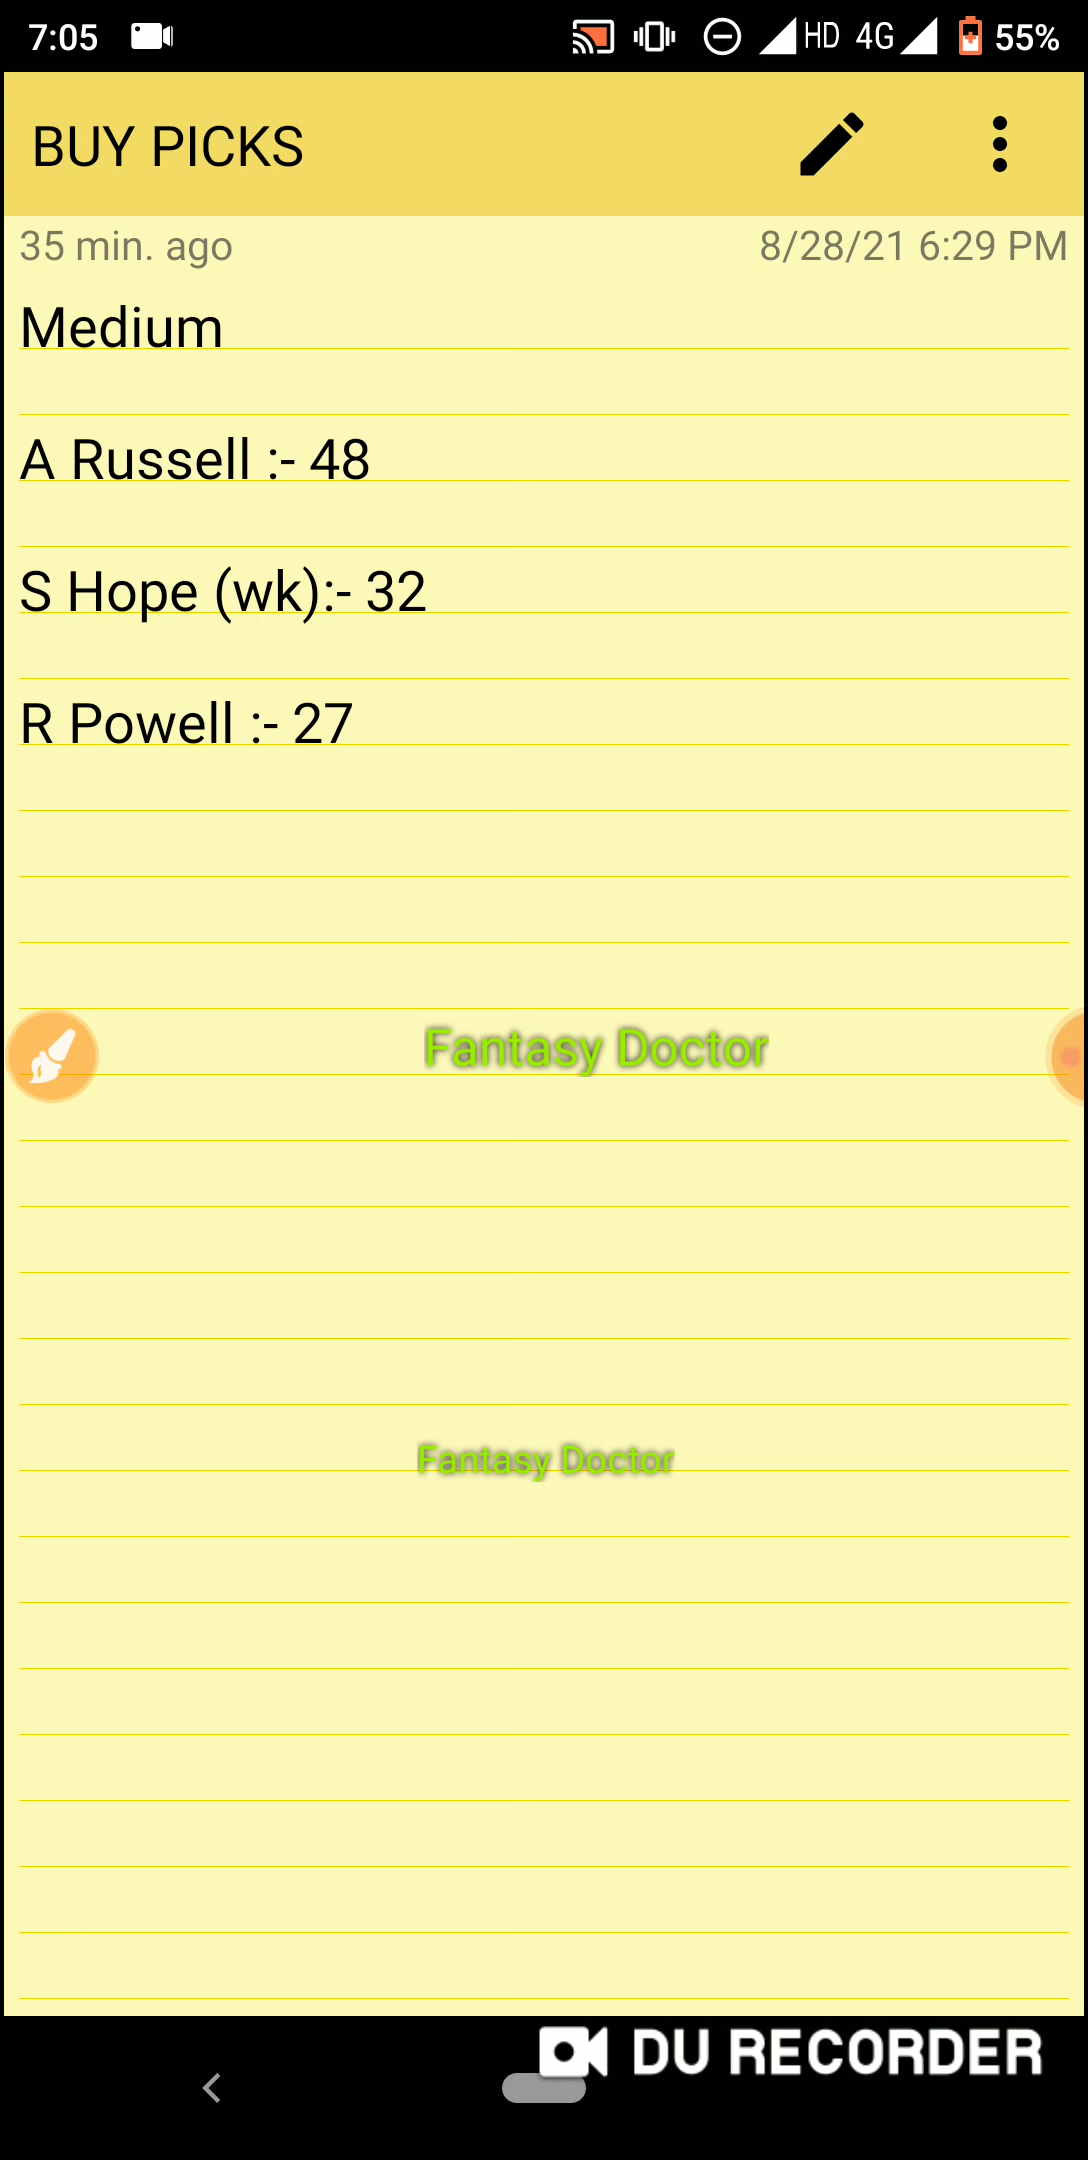 7:05 HD 4G 55%
BUY PICKS
35 min. ago 8/28/21 6:29 PM
Medium
A Russell :- 48
S Hope (wk):- 32
R Powell :- 27
Fantasy Doctor
Fantasy Doctor
DU RECORDER